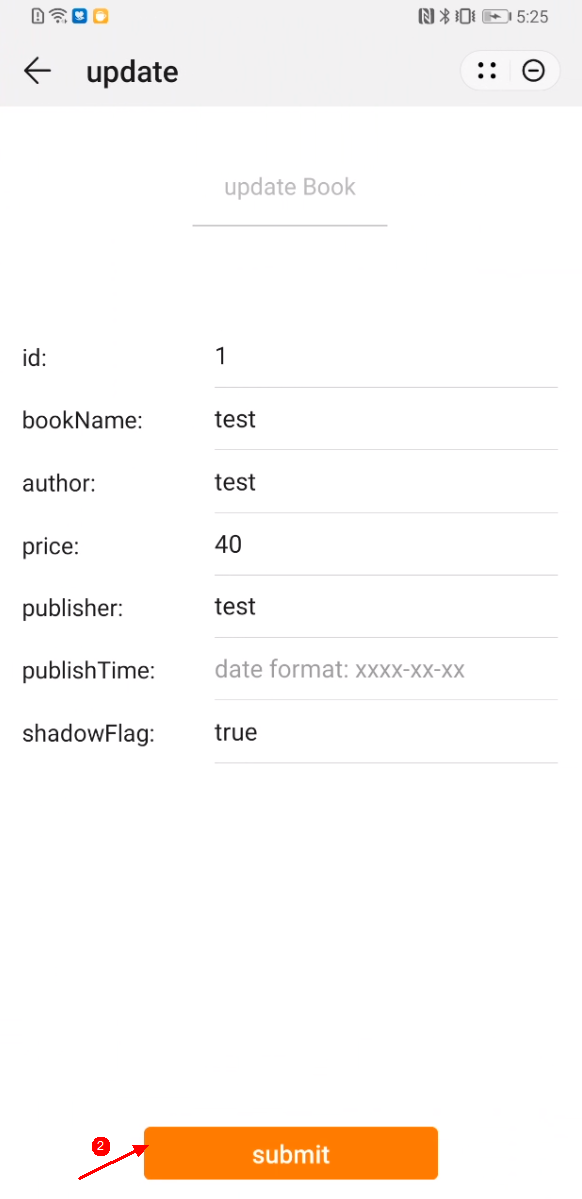 5:25
update
update Book
id: 1
bookName: test
author: test
price: 40
publisher: test
publishTime: date format: xxxx-xx-xx
shadowFlag: true
2
submit